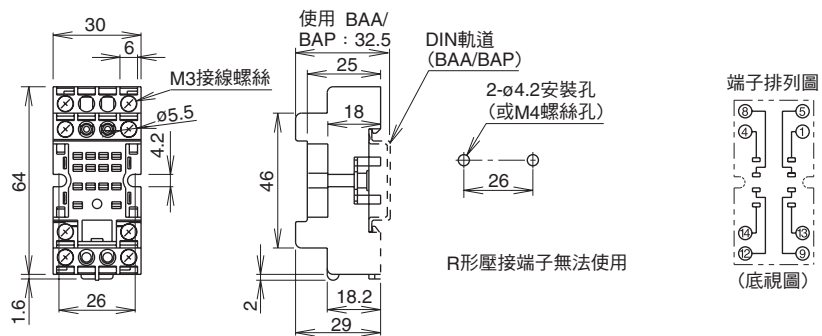 30
6
M3接線螺絲
ø5.5
4.2
64
26
1.6
使用 BAA/
BAP：32.5
25
18
46
2
18.2
29
DIN軌道
（BAA/BAP）
2-ø4.2安裝孔
（或M4螺絲孔）
26
R形壓接端子無法使用
端子排列圖
8 5
4 1
14 13
12 9
（底視圖）